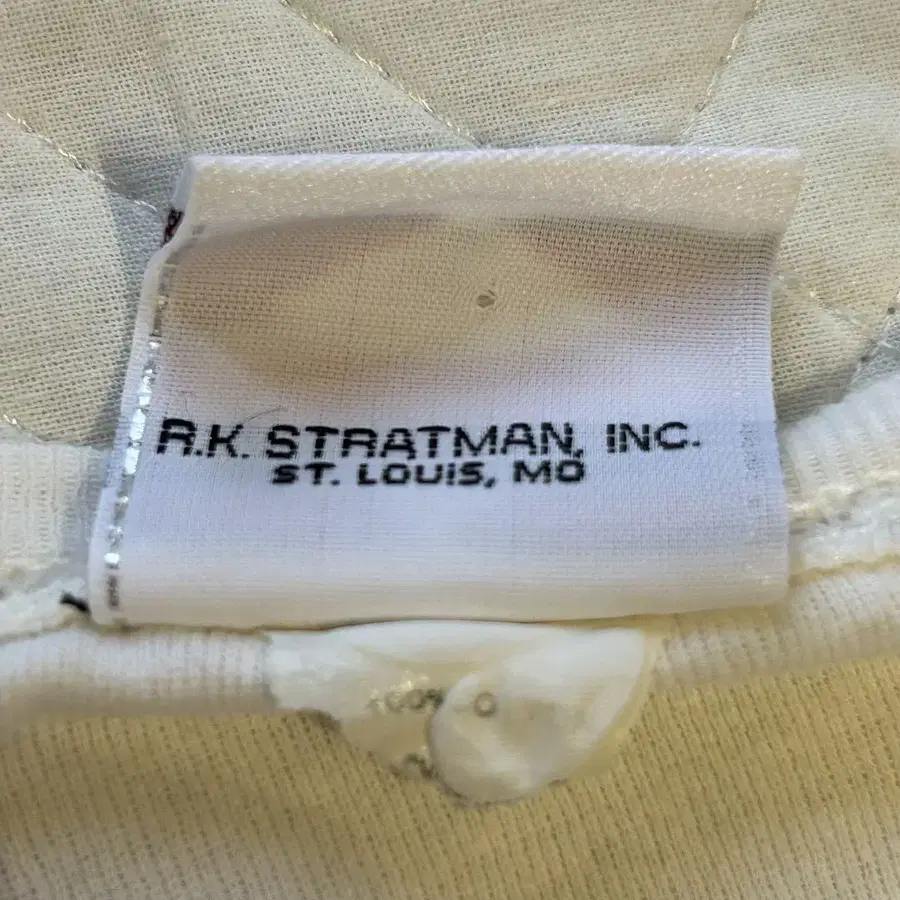 R.K. STRATMAN, INC.
ST. LOUIS, MO